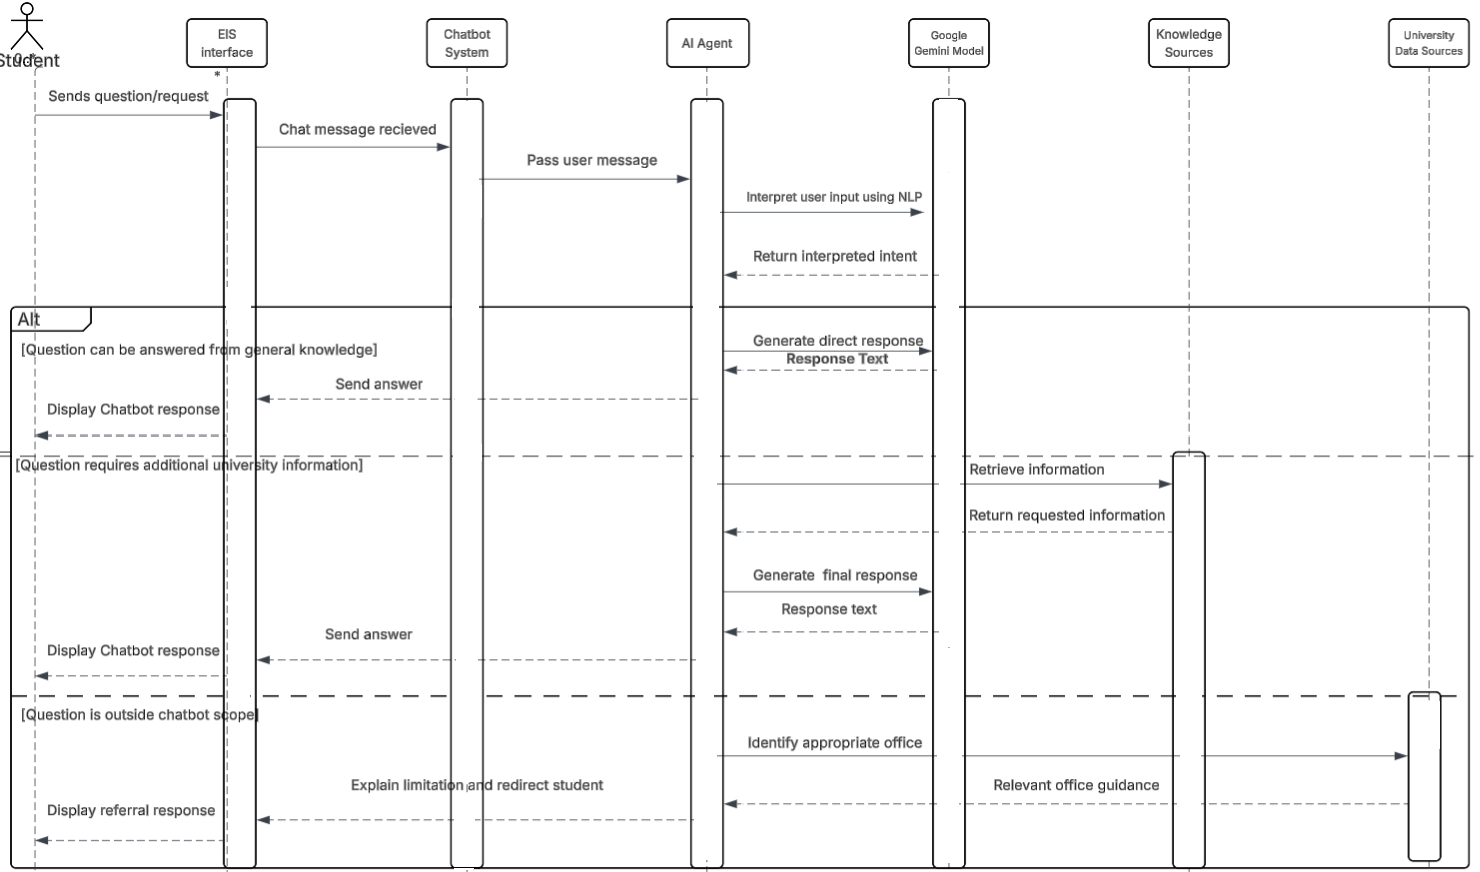 EIS
interface
Chatbot
System
AI Agent
Google
Gemini Model
Knowledge
Sources
University
Data Sources
Student
*
Sends question/request
Chat message recieved
Pass user message
Interpret user input using NLP
Return interpreted intent
Alt
[Question can be answered from general knowledge]
Generate direct response
Response Text
Send answer
Display Chatbot response
[Question requires additional university information]
Retrieve information
Return requested information
Generate final response
Response text
Send answer
Display Chatbot response
[Question is outside chatbot scope]
Identify appropriate office
Explain limitation and redirect student
Relevant office guidance
Display referral response